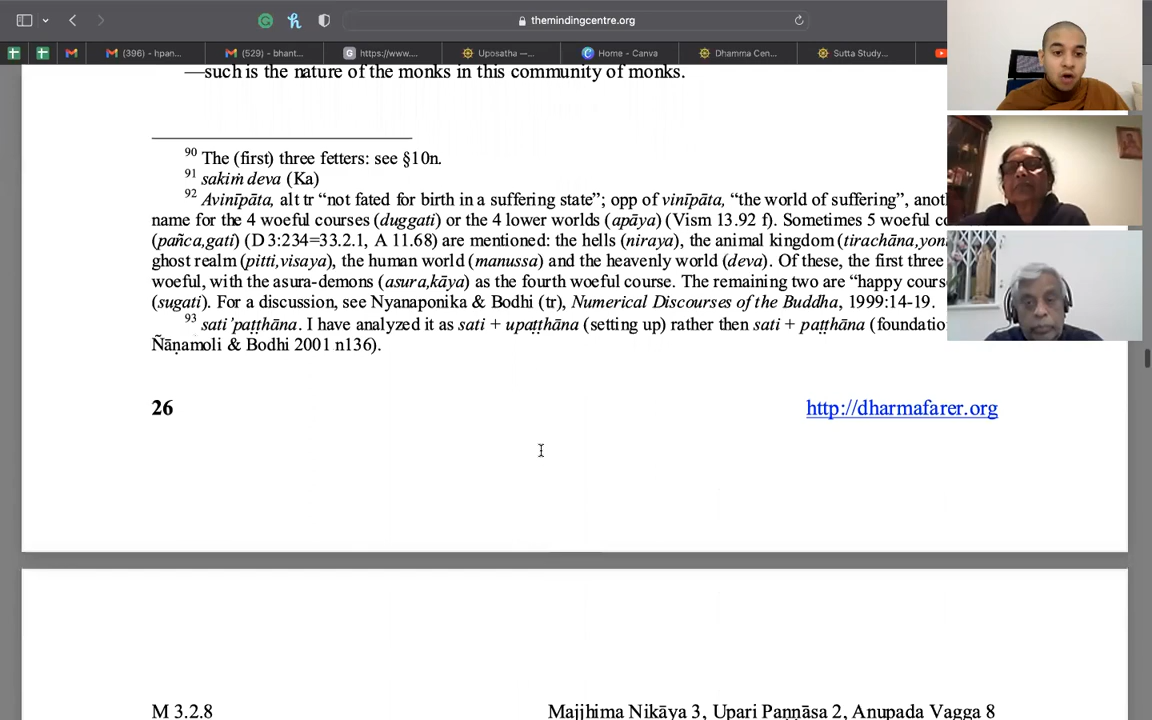 themindingcentre.org
(396) - hpan...
(529) - bhant...
G
https://www....
Uposatha —...
C
Home - Canva
Dhamma Cen...
Sutta Study...
—such is the nature of the monks in this community of monks.
90 The (first) three fetters: see §10n.
91 sakiṁ deva (Ka)
92 Avinīpāta, alt tr “not fated for birth in a suffering state”; opp of vinīpāta, “the world of suffering”, anot
name for the 4 woeful courses (duggati) or the 4 lower worlds (apāya) (Vism 13.92 f). Sometimes 5 woeful co
(pañca,gati) (D 3:234=33.2.1, A 11.68) are mentioned: the hells (niraya), the animal kingdom (tirachāna,yon
ghost realm (pitti,visaya), the human world (manussa) and the heavenly world (deva). Of these, the first three
woeful, with the asura-demons (asura,kāya) as the fourth woeful course. The remaining two are “happy cours
(sugati). For a discussion, see Nyanaponika & Bodhi (tr), Numerical Discourses of the Buddha, 1999:14-19.
93 sati’paṭṭhāna. I have analyzed it as sati + upaṭṭhāna (setting up) rather then sati + paṭṭhāna (foundatio
Ñāṇamoli & Bodhi 2001 n136).
26
http://dharmafarer.org
M 3.2.8
Majjhima Nikāya 3, Upari Paṇṇāsa 2, Anupada Vagga 8